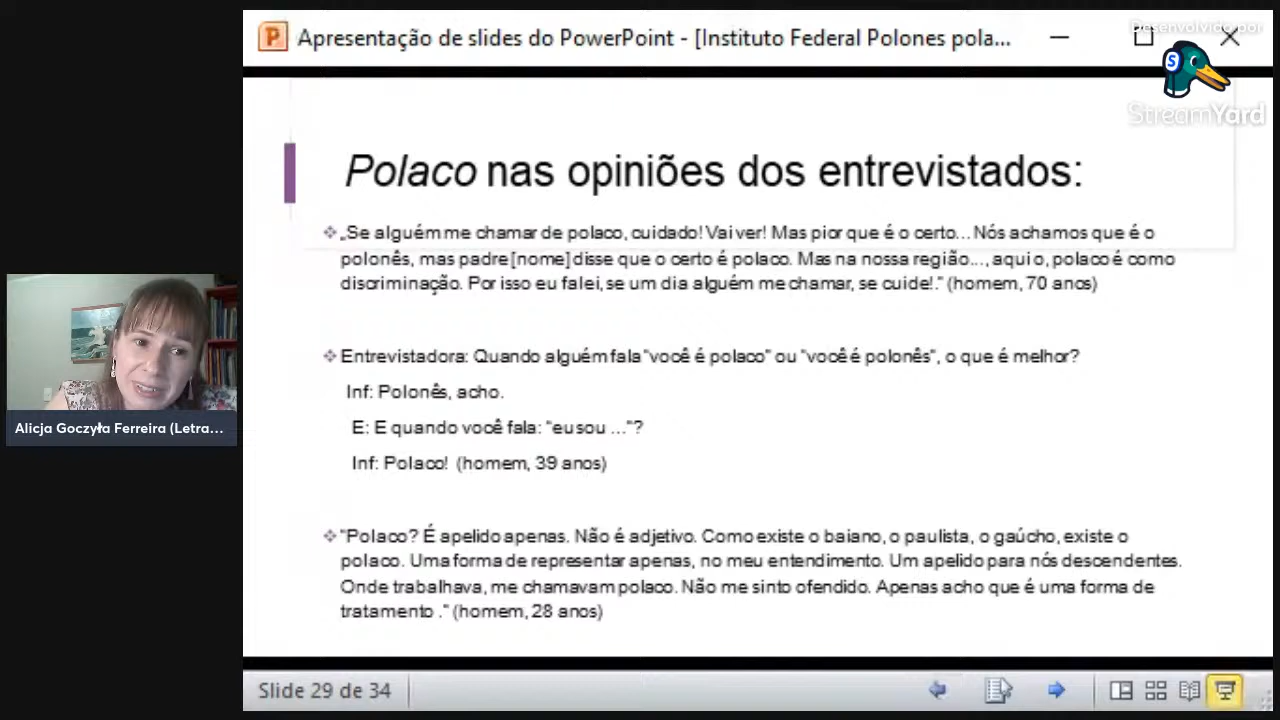 Apresentação de slides do PowerPoint - [Instituto Federal Polones pola...
Desenvolvido por
StreamYard
Polaco nas opiniões dos entrevistados:
❖ „Se alguém me chamar de polaco, cuidado! Vai ver! Mas pior que é o certo... Nós achamos que é o
polonês, mas padre [nome] disse que o certo é polaco. Mas na nossa região..., aqui o, polaco é como
discriminação. Por isso eu falei, se um dia alguém me chamar, se cuide!." (homem, 70 anos)
❖ Entrevistadora: Quando alguém fala "você é polaco" ou "você é polonês", o que é melhor?
Inf: Polonês, acho.
E: E quando você fala: "eu sou ..."?
Inf: Polaco! (homem, 39 anos)
❖ "Polaco? É apelido apenas. Não é adjetivo. Como existe o baiano, o paulista, o gaúcho, existe o
polaco. Uma forma de representar apenas, no meu entendimento. Um apelido para nós descendentes.
Onde trabalhava, me chamavam polaco. Não me sinto ofendido. Apenas acho que é uma forma de
tratamento ." (homem, 28 anos)
Alicja Goczyła Ferreira (Letra...
Slide 29 de 34